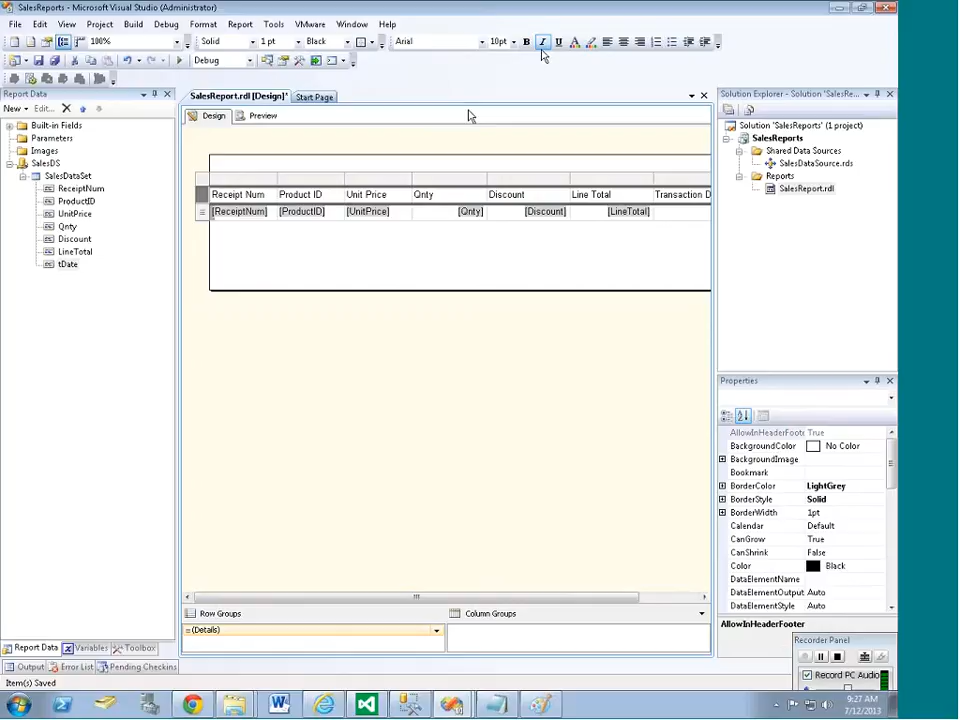 SalesReports - Microsoft Visual Studio (Administrator)
File Edit View Project Build Debug Format Report Tools VMware Window Help
100% Solid 1 pt Black Arial 10pt B I U
Debug
Report Data
New Edit...
Built-in Fields
Parameters
Images
SalesDS
SalesDataSet
ReceiptNum
ProductID
UnitPrice
Qnty
Discount
LineTotal
tDate
Report Data Variables Toolbox
Output Error List Pending Checkins
Item(s) Saved
SalesReport.rdl [Design]* Start Page
Design Preview
Receipt Num Product ID Unit Price Qnty Discount Line Total Transaction D
[ReceiptNum] [ProductID] [UnitPrice] [Qnty] [Discount] [LineTotal]
Row Groups Column Groups
(Details)
Solution Explorer - Solution 'SalesRe...
Solution 'SalesReports' (1 project)
SalesReports
Shared Data Sources
SalesDataSource.rds
Reports
SalesReport.rdl
Properties
AllowInHeaderFoot True
BackgroundColor No Color
BackgroundImage
Bookmark
BorderColor LightGrey
BorderStyle Solid
BorderWidth 1pt
Calendar Default
CanGrow True
CanShrink False
Color Black
DataElementName
DataElementOutput Auto
DataElementStyle Auto
AllowInHeaderFooter
Recorder Panel
Record PC Audio
9:27 AM
7/12/2013